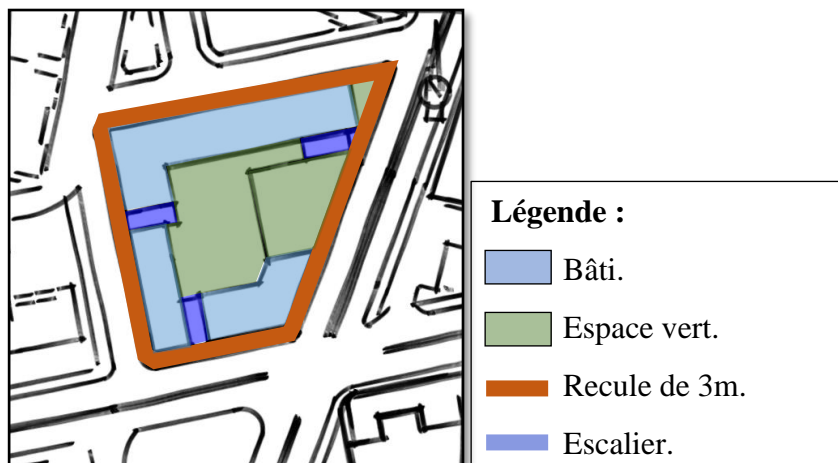 Légende :
Bâti.
Espace vert.
Recule de 3m.
Escalier.